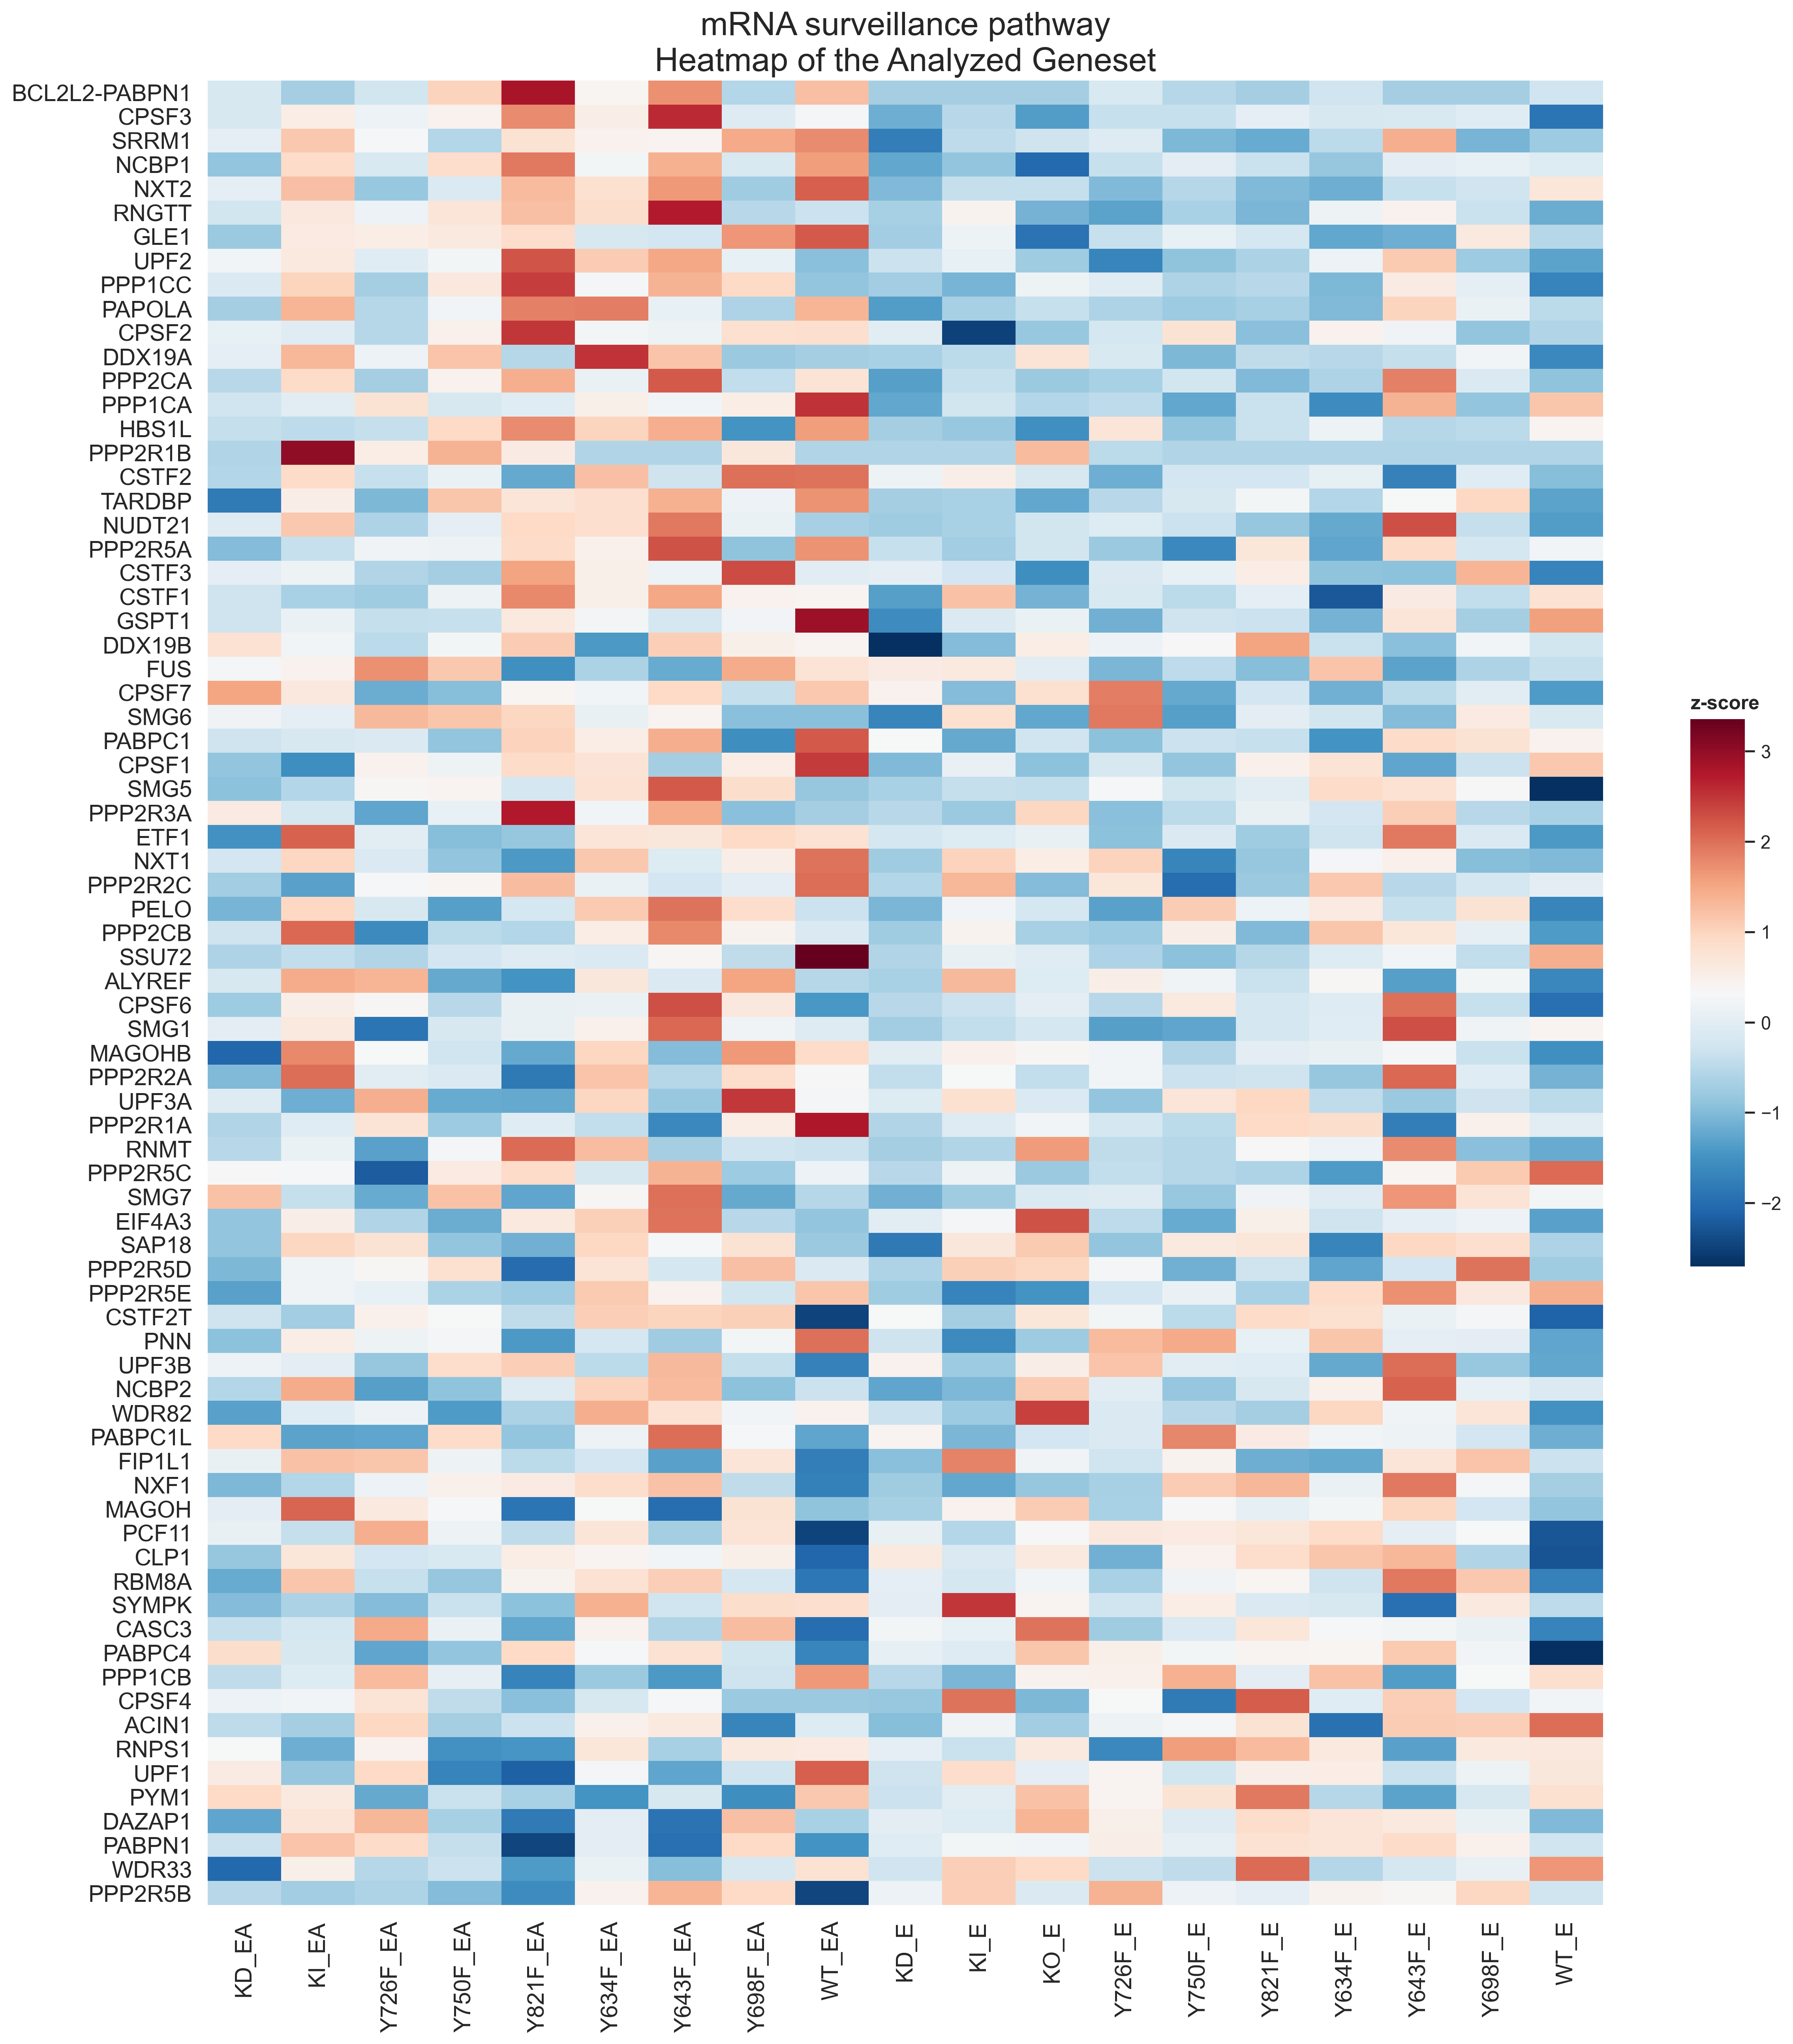 mRNA surveillance pathway
Heatmap of the Analyzed Geneset
BCL2L2-PABPN1
CPSF3
SRRM1
NCBP1
NXT2
RNGTT
GLE1
UPF2
PPP1CC
PAPOLA
CPSF2
DDX19A
PPP2CA
PPP1CA
HBS1L
PPP2R1B
CSTF2
TARDBP
NUDT21
PPP2R5A
CSTF3
CSTF1
GSPT1
DDX19B
FUS
CPSF7
SMG6
PABPC1
CPSF1
SMG5
PPP2R3A
ETF1
NXT1
PPP2R2C
PELO
PPP2CB
SSU72
ALYREF
CPSF6
SMG1
MAGOHB
PPP2R2A
UPF3A
PPP2R1A
RNMT
PPP2R5C
SMG7
EIF4A3
SAP18
PPP2R5D
PPP2R5E
CSTF2T
PNN
UPF3B
NCBP2
WDR82
PABPC1L
FIP1L1
NXF1
MAGOH
PCF11
CLP1
RBM8A
SYMPK
CASC3
PABPC4
PPP1CB
CPSF4
ACIN1
RNPS1
UPF1
PYM1
DAZAP1
PABPN1
WDR33
PPP2R5B
KD_EA
KI_EA
Y726F_EA
Y750F_EA
Y821F_EA
Y634F_EA
Y643F_EA
Y698F_EA
WT_EA
KD_E
KI_E
KO_E
Y726F_E
Y750F_E
Y821F_E
Y634F_E
Y643F_E
Y698F_E
WT_E
z-score
3
2
1
0
−1
−2